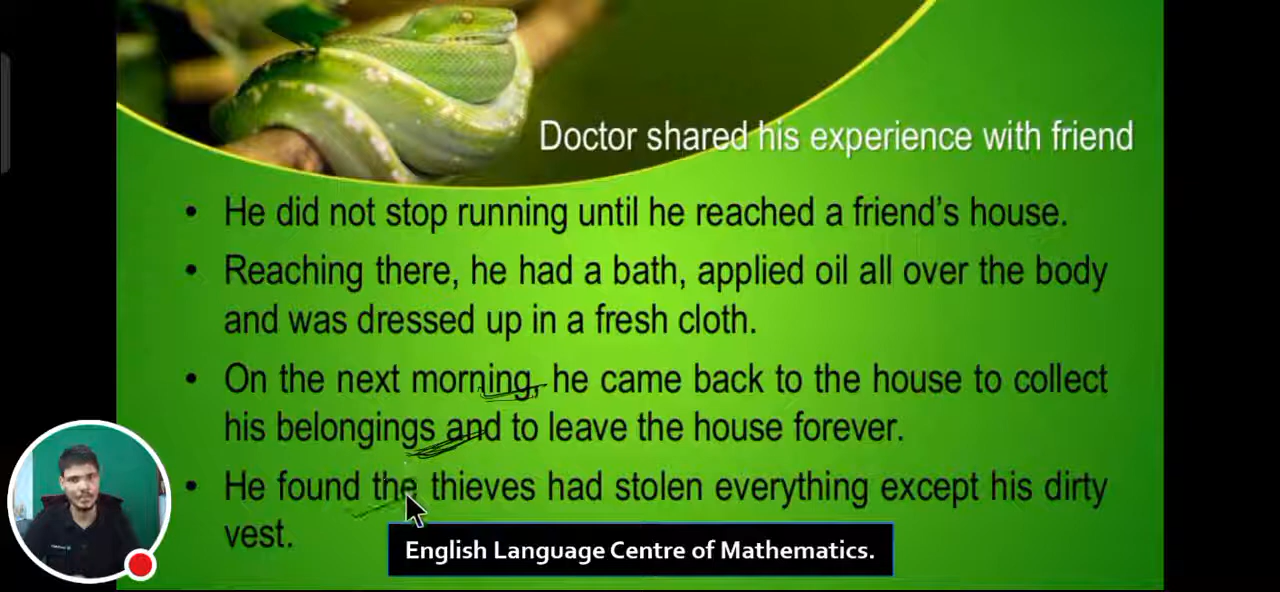 Doctor shared his experience with friend
• He did not stop running until he reached a friend's house.
• Reaching there, he had a bath, applied oil all over the body
and was dressed up in a fresh cloth.
• On the next morning, he came back to the house to collect
his belongings and to leave the house forever.
• He found the thieves had stolen everything except his dirty
vest.
English Language Centre of Mathematics.